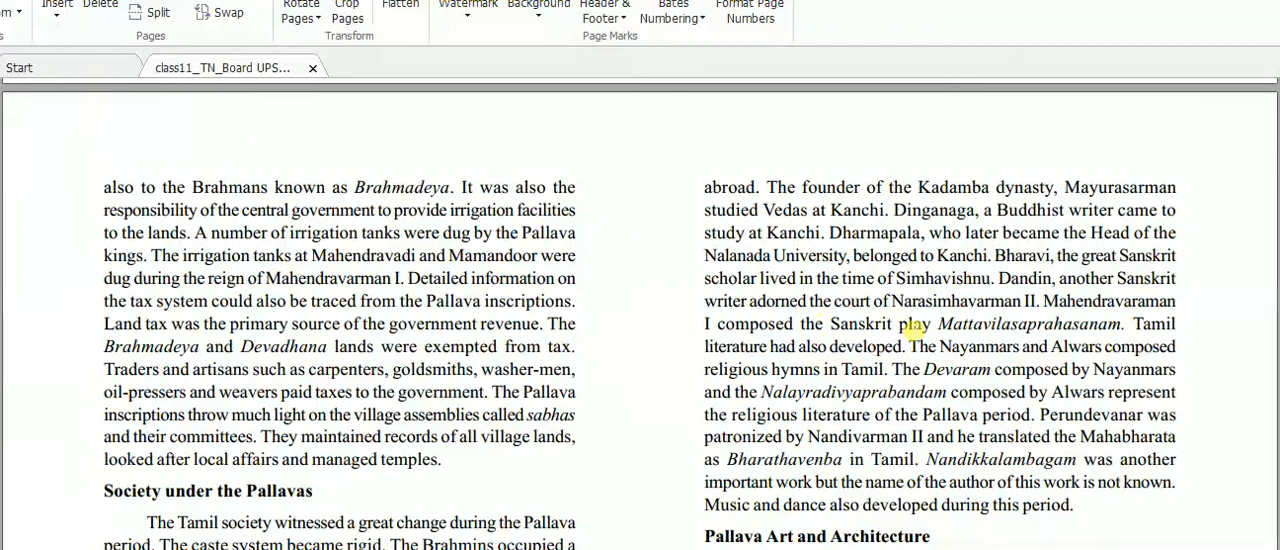 Insert Delete Split Swap Rotate Crop Flatten Watermark Background Header & Bates Format Page
Pages Pages Footer Numbering Numbers
Pages Transform Page Marks
Start class11_TN_Board UPS... ×
also to the Brahmans known as Brahmadeya. It was also the
responsibility of the central government to provide irrigation facilities
to the lands. A number of irrigation tanks were dug by the Pallava
kings. The irrigation tanks at Mahendravadi and Mamandoor were
dug during the reign of Mahendravarman I. Detailed information on
the tax system could also be traced from the Pallava inscriptions.
Land tax was the primary source of the government revenue. The
Brahmadeya and Devadhana lands were exempted from tax.
Traders and artisans such as carpenters, goldsmiths, washer-men,
oil-pressers and weavers paid taxes to the government. The Pallava
inscriptions throw much light on the village assemblies called sabhas
and their committees. They maintained records of all village lands,
looked after local affairs and managed temples.
Society under the Pallavas
The Tamil society witnessed a great change during the Pallava
period. The caste system became rigid. The Brahmins occupied a
abroad. The founder of the Kadamba dynasty, Mayurasarman
studied Vedas at Kanchi. Dinganaga, a Buddhist writer came to
study at Kanchi. Dharmapala, who later became the Head of the
Nalanada University, belonged to Kanchi. Bharavi, the great Sanskrit
scholar lived in the time of Simhavishnu. Dandin, another Sanskrit
writer adorned the court of Narasimhavarman II. Mahendravaraman
I composed the Sanskrit play Mattavilasaprahasanam. Tamil
literature had also developed. The Nayanmars and Alwars composed
religious hymns in Tamil. The Devaram composed by Nayanmars
and the Nalayradivyaprabandam composed by Alwars represent
the religious literature of the Pallava period. Perundevanar was
patronized by Nandivarman II and he translated the Mahabharata
as Bharathavenba in Tamil. Nandikkalambagam was another
important work but the name of the author of this work is not known.
Music and dance also developed during this period.
Pallava Art and Architecture